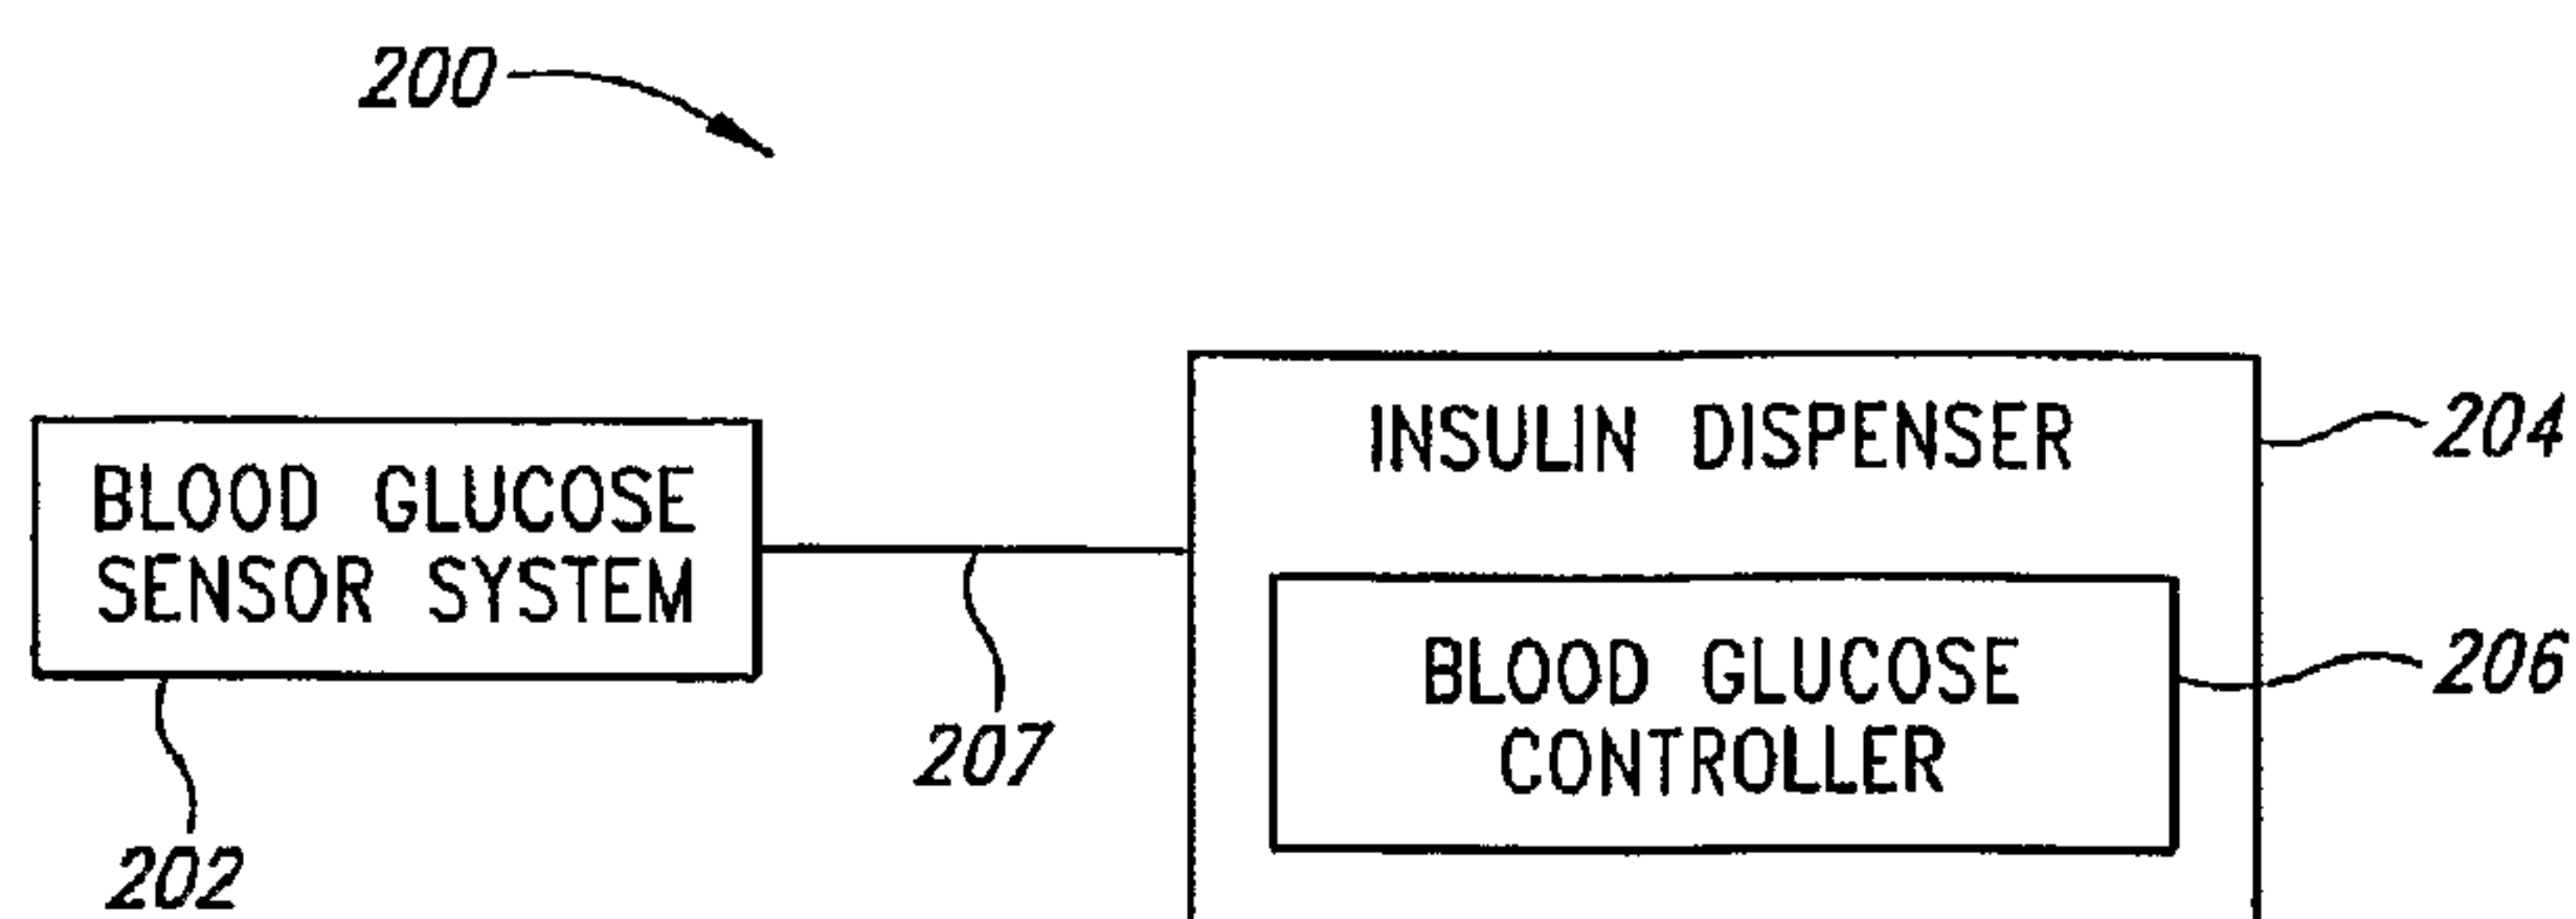 200
INSULIN DISPENSER
204
BLOOD GLUCOSE
SENSOR SYSTEM
BLOOD GLUCOSE
CONTROLLER
206
207
202